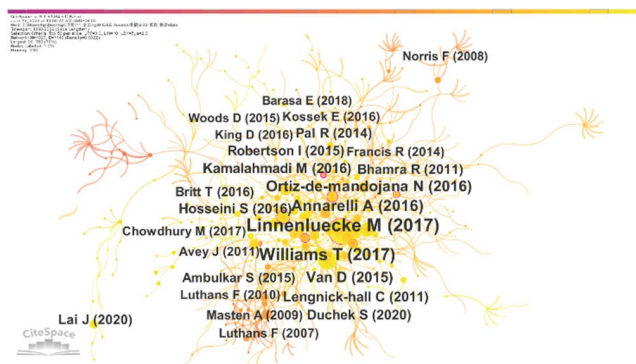 Norris F (2008)
Barasa E (2018)
Woods D (2015) Kossek E (2016)
King D (2016) Pal R (2014)
Robertson I (2015) Francis R (2014)
Kamalahmadi M (2016) Bhamra R (2011)
Britt T (2016) Ortiz-de-mandojana N (2016)
Hosseini S (2016) Annarelli A (2016)
Linnenluecke M (2017)
Chowdhury M (2017)
Avey J (2011) Williams T (2017)
Ambulkar S (2015) Van D (2015)
Luthans F (2010) Lengnick-hall C (2011)
Lai J (2020) Masten A (2009) Duchek S (2020)
Luthans F (2007)
CiteSpace